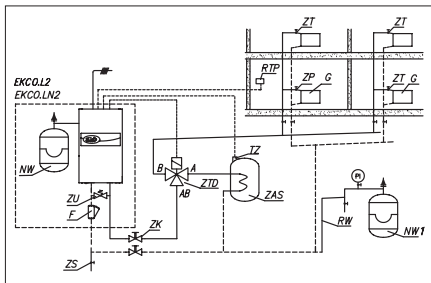 ZT
ZT
RTP
EKCO.L2
EKCO.LN2
ZP G
ZT G
NW
B A
TZ
ZTD
ZAS
AB
PI
ZU
F
ZK
RW
NW1
ZS